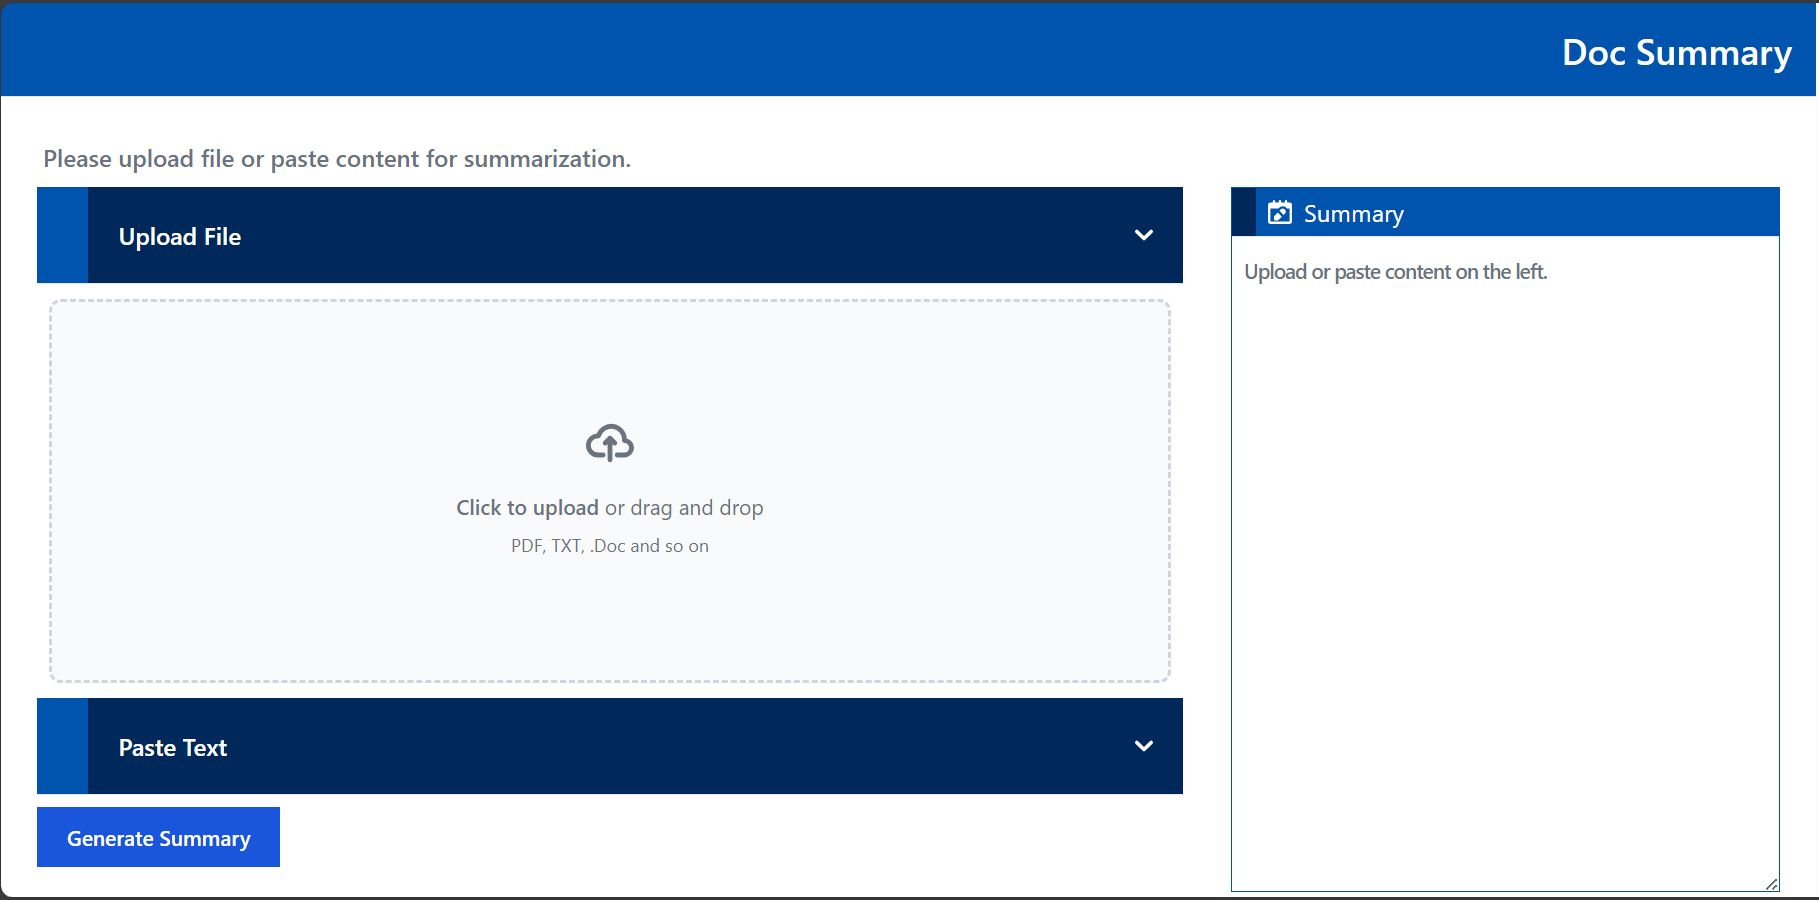 Doc Summary
Please upload file or paste content for summarization.
Upload File
Click to upload or drag and drop
PDF, TXT, .Doc and so on
Paste Text
Generate Summary
Summary
Upload or paste content on the left.